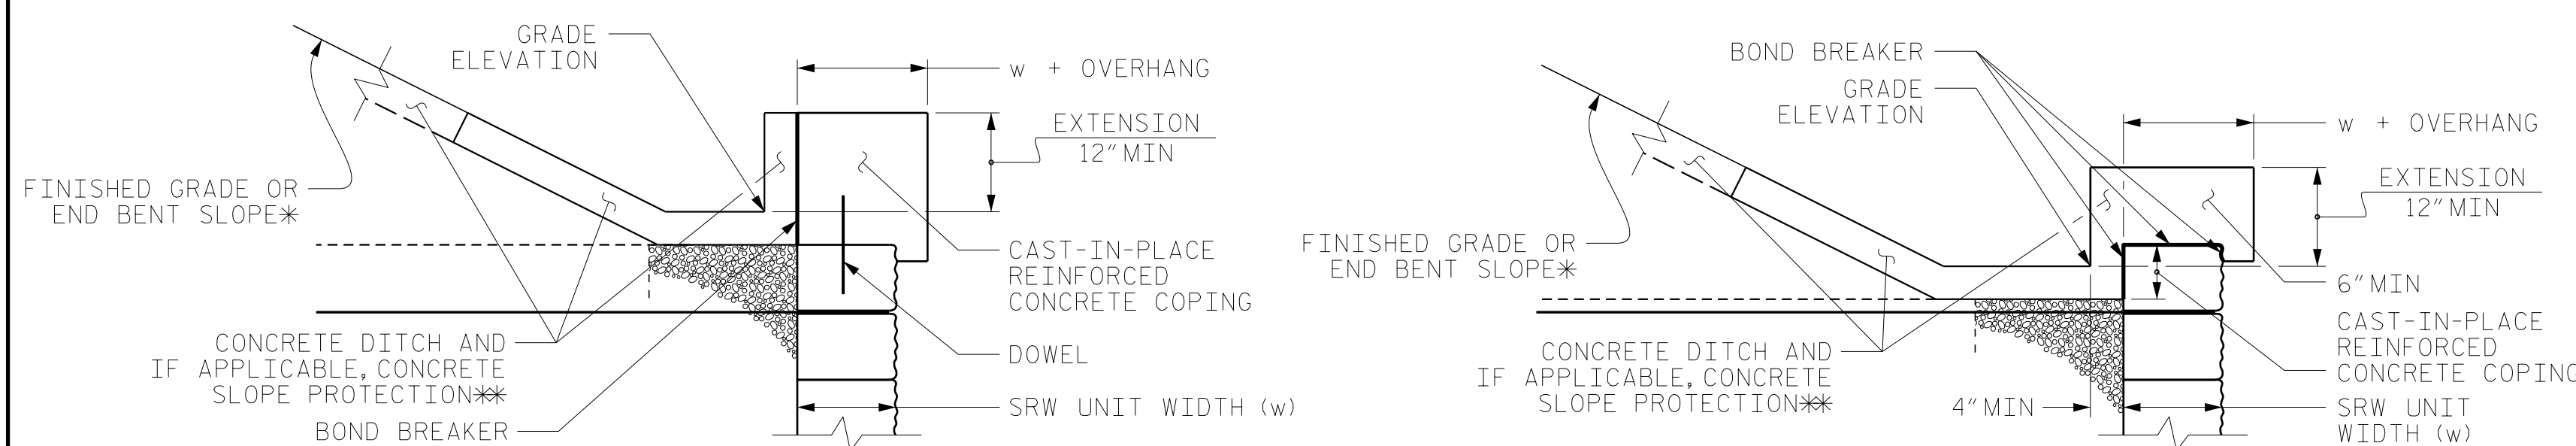 GRADE
ELEVATION
w + OVERHANG
EXTENSION
12"MIN
FINISHED GRADE OR
END BENT SLOPE*
CAST-IN-PLACE
REINFORCED
CONCRETE COPING
CONCRETE DITCH AND
IF APPLICABLE, CONCRETE
SLOPE PROTECTION**
DOWEL
SRW UNIT WIDTH (w)
BOND BREAKER
BOND BREAKER
GRADE
ELEVATION
w + OVERHANG
EXTENSION
12"MIN
FINISHED GRADE OR
END BENT SLOPE*
6"MIN
CAST-IN-PLACE
REINFORCED
CONCRETE COPING
CONCRETE DITCH AND
IF APPLICABLE, CONCRETE
SLOPE PROTECTION**
4"MIN
SRW UNIT
WIDTH (w)